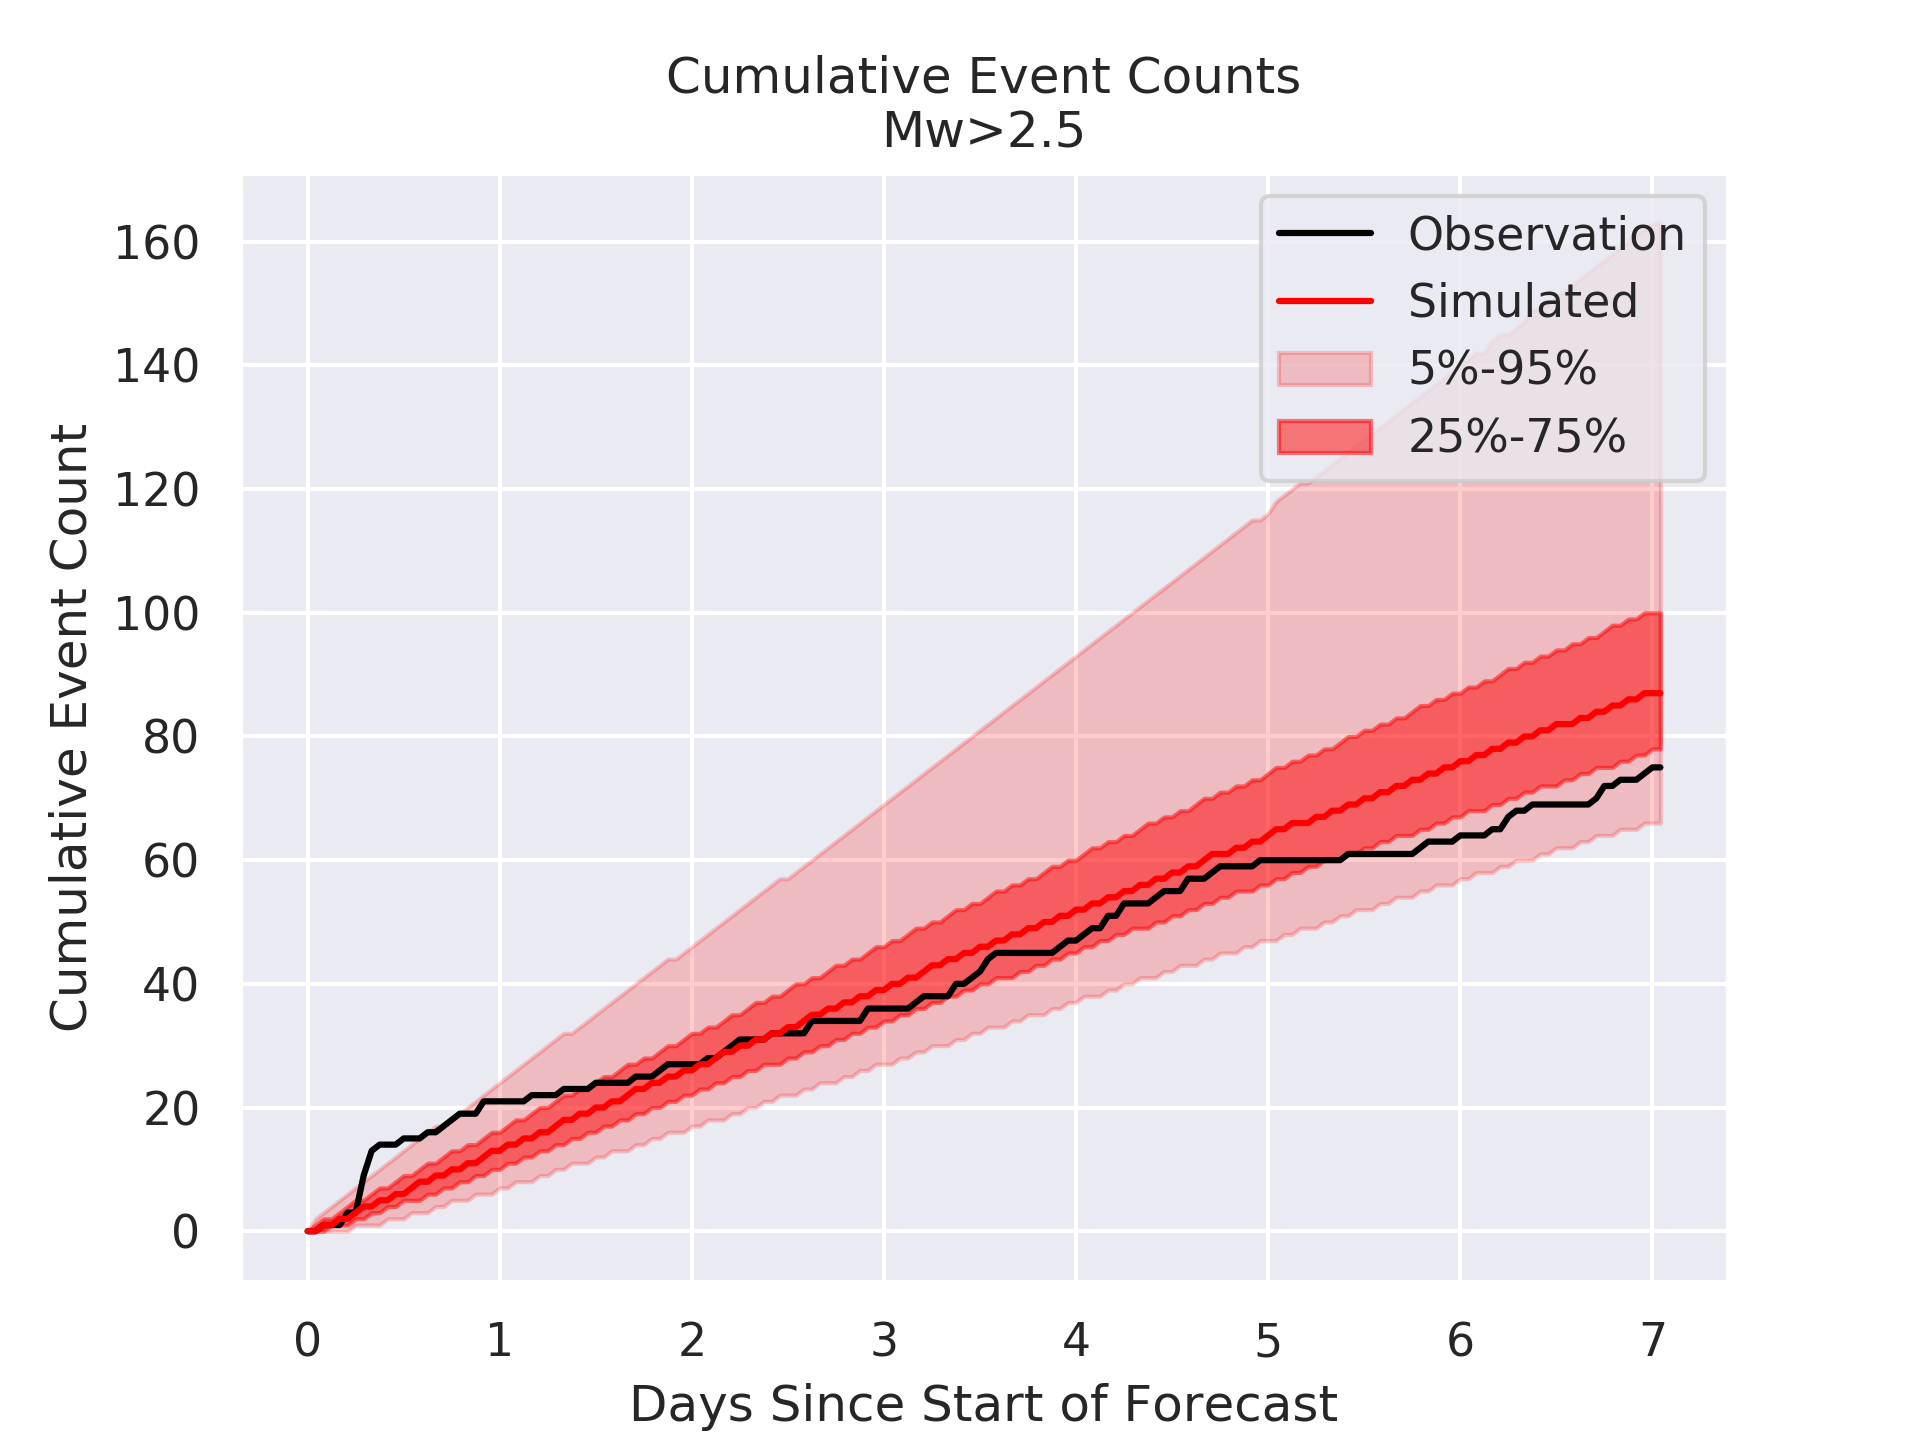 Cumulative Event Counts
Mw>2.5
Observation
Simulated
5%-95%
25%-75%
Cumulative Event Count
160
140
120
100
80
60
40
20
0
0 1 2 3 4 5 6 7
Days Since Start of Forecast